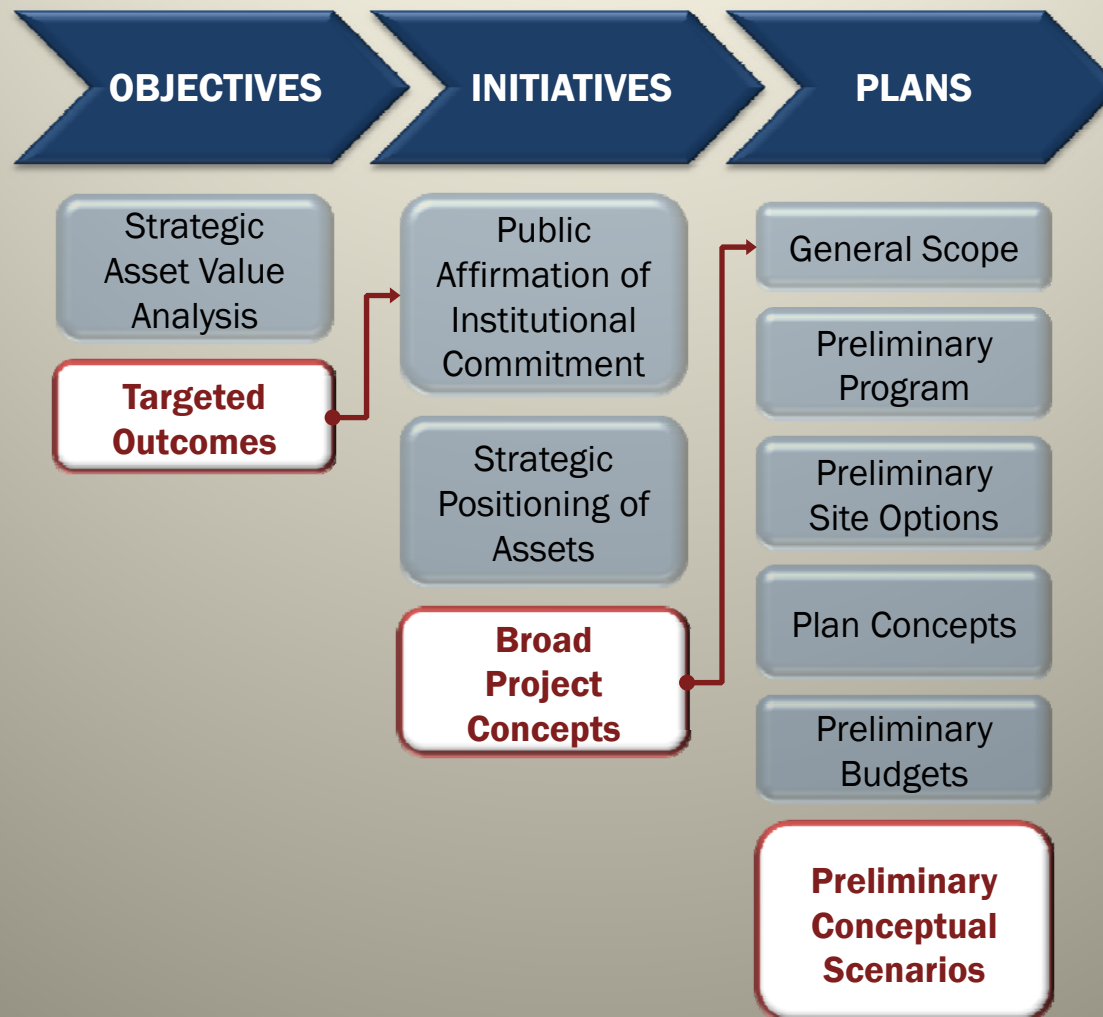 OBJECTIVES
INITIATIVES
PLANS
Strategic
Asset Value
Analysis
Targeted
Outcomes
Public
Affirmation of
Institutional
Commitment
Strategic
Positioning of
Assets
Broad
Project
Concepts
General Scope
Preliminary
Program
Preliminary
Site Options
Plan Concepts
Preliminary
Budgets
Preliminary
Conceptual
Scenarios